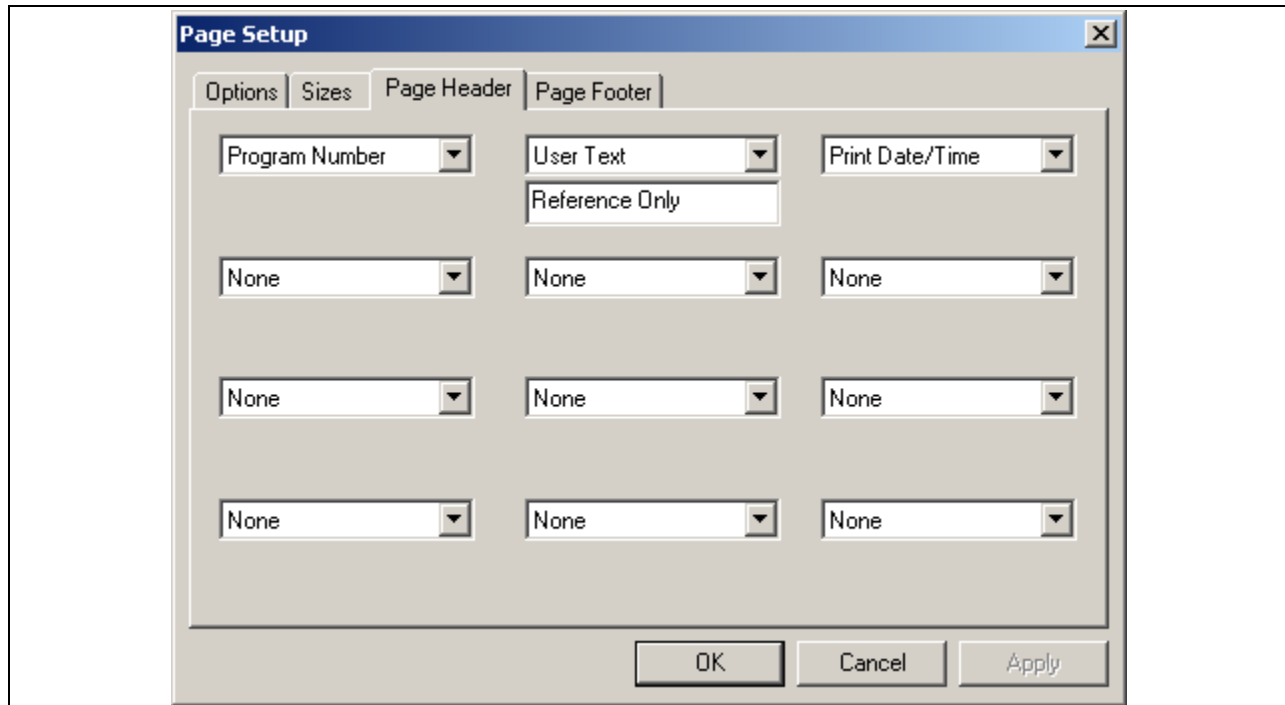 Page Setup
Options Sizes Page Header Page Footer
Program Number User Text Print Date/Time
Reference Only
None None None
None None None
None None None
OK Cancel Apply